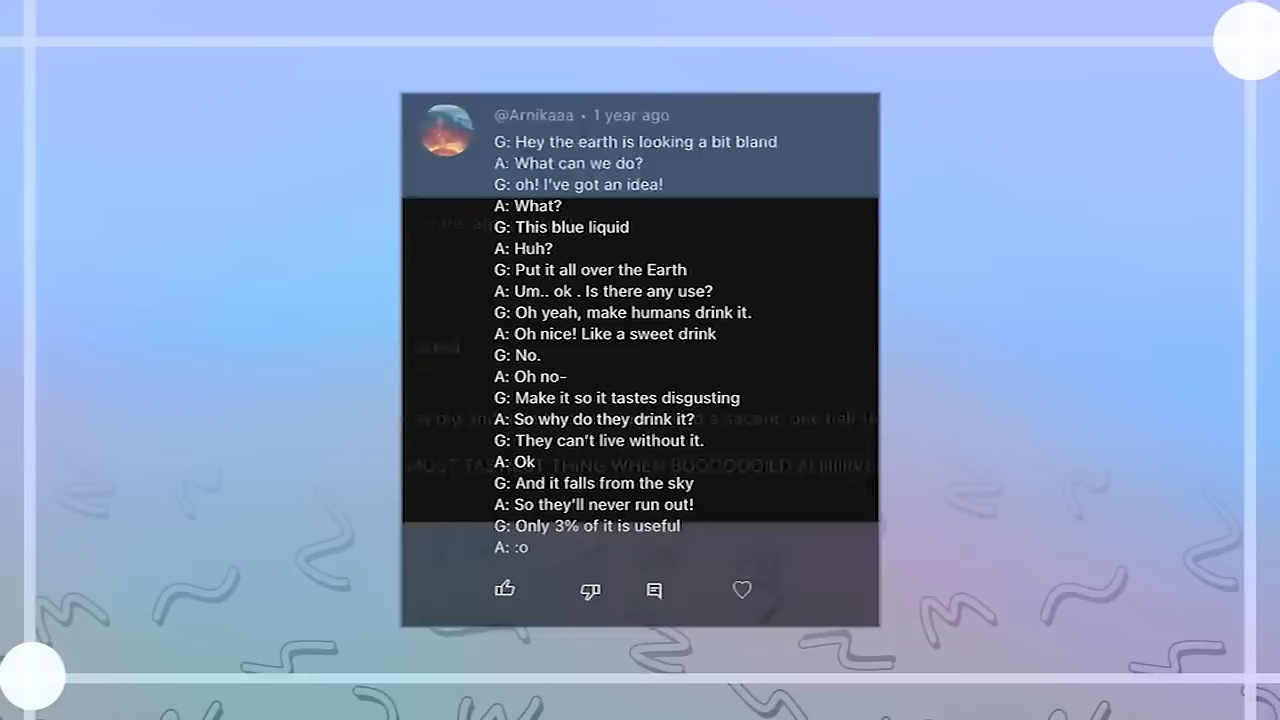 @Arnikaaa • 1 year ago
G: Hey the earth is looking a bit bland
A: What can we do?
G: oh! I've got an idea!
A: What?
G: This blue liquid
A: Huh?
G: Put it all over the Earth
A: Um.. ok . Is there any use?
G: Oh yeah, make humans drink it.
A: Oh nice! Like a sweet drink
G: No.
A: Oh no-
G: Make it so it tastes disgusting
A: So why do they drink it?
G: They can't live without it.
A: Ok
G: And it falls from the sky
A: So they'll never run out!
G: Only 3% of it is useful
A: :o